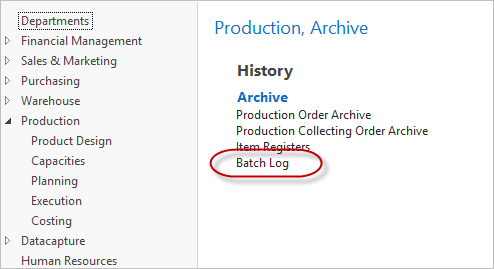 Departments
Financial Management
Sales & Marketing
Purchasing
Warehouse
Production
Product Design
Capacities
Planning
Execution
Costing
Datacapture
Human Resources
Production, Archive
History
Archive
Production Order Archive
Production Collecting Order Archive
Item Registers
Batch Log